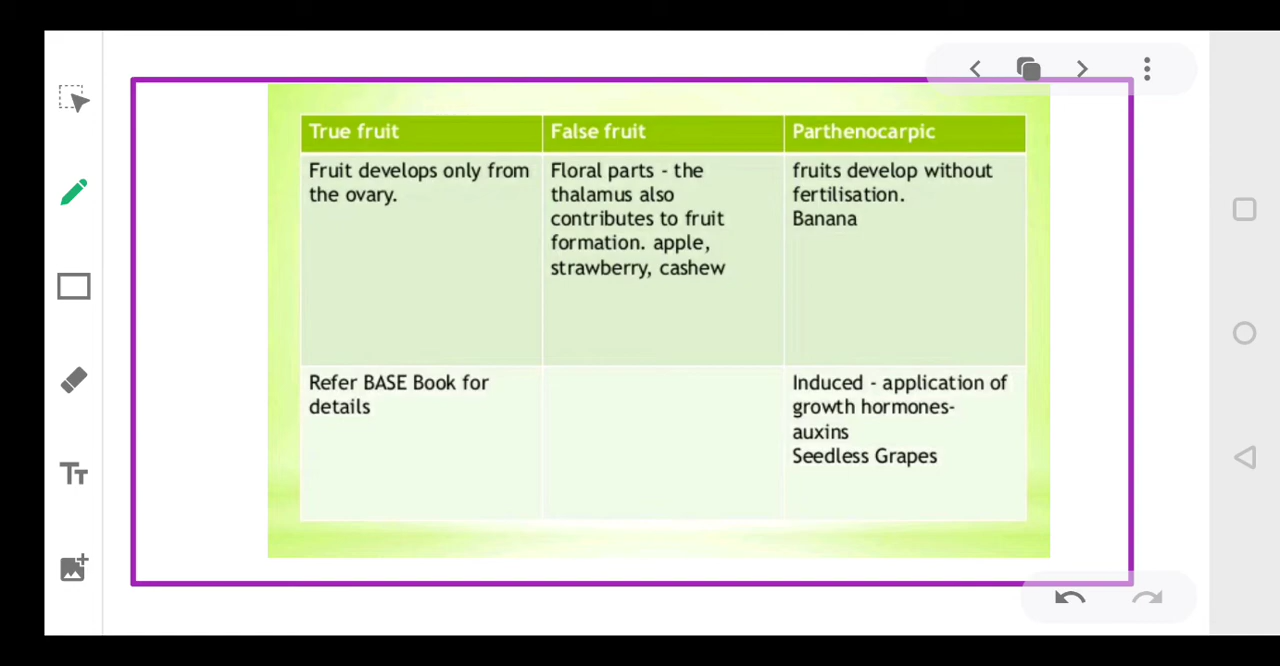 True fruit
False fruit
Parthenocarpic
Fruit develops only from
the ovary.
Floral parts - the
thalamus also
contributes to fruit
formation. apple,
strawberry, cashew
fruits develop without
fertilisation.
Banana
Refer BASE Book for
details
Induced - application of
growth hormones-
auxins
Seedless Grapes
TT